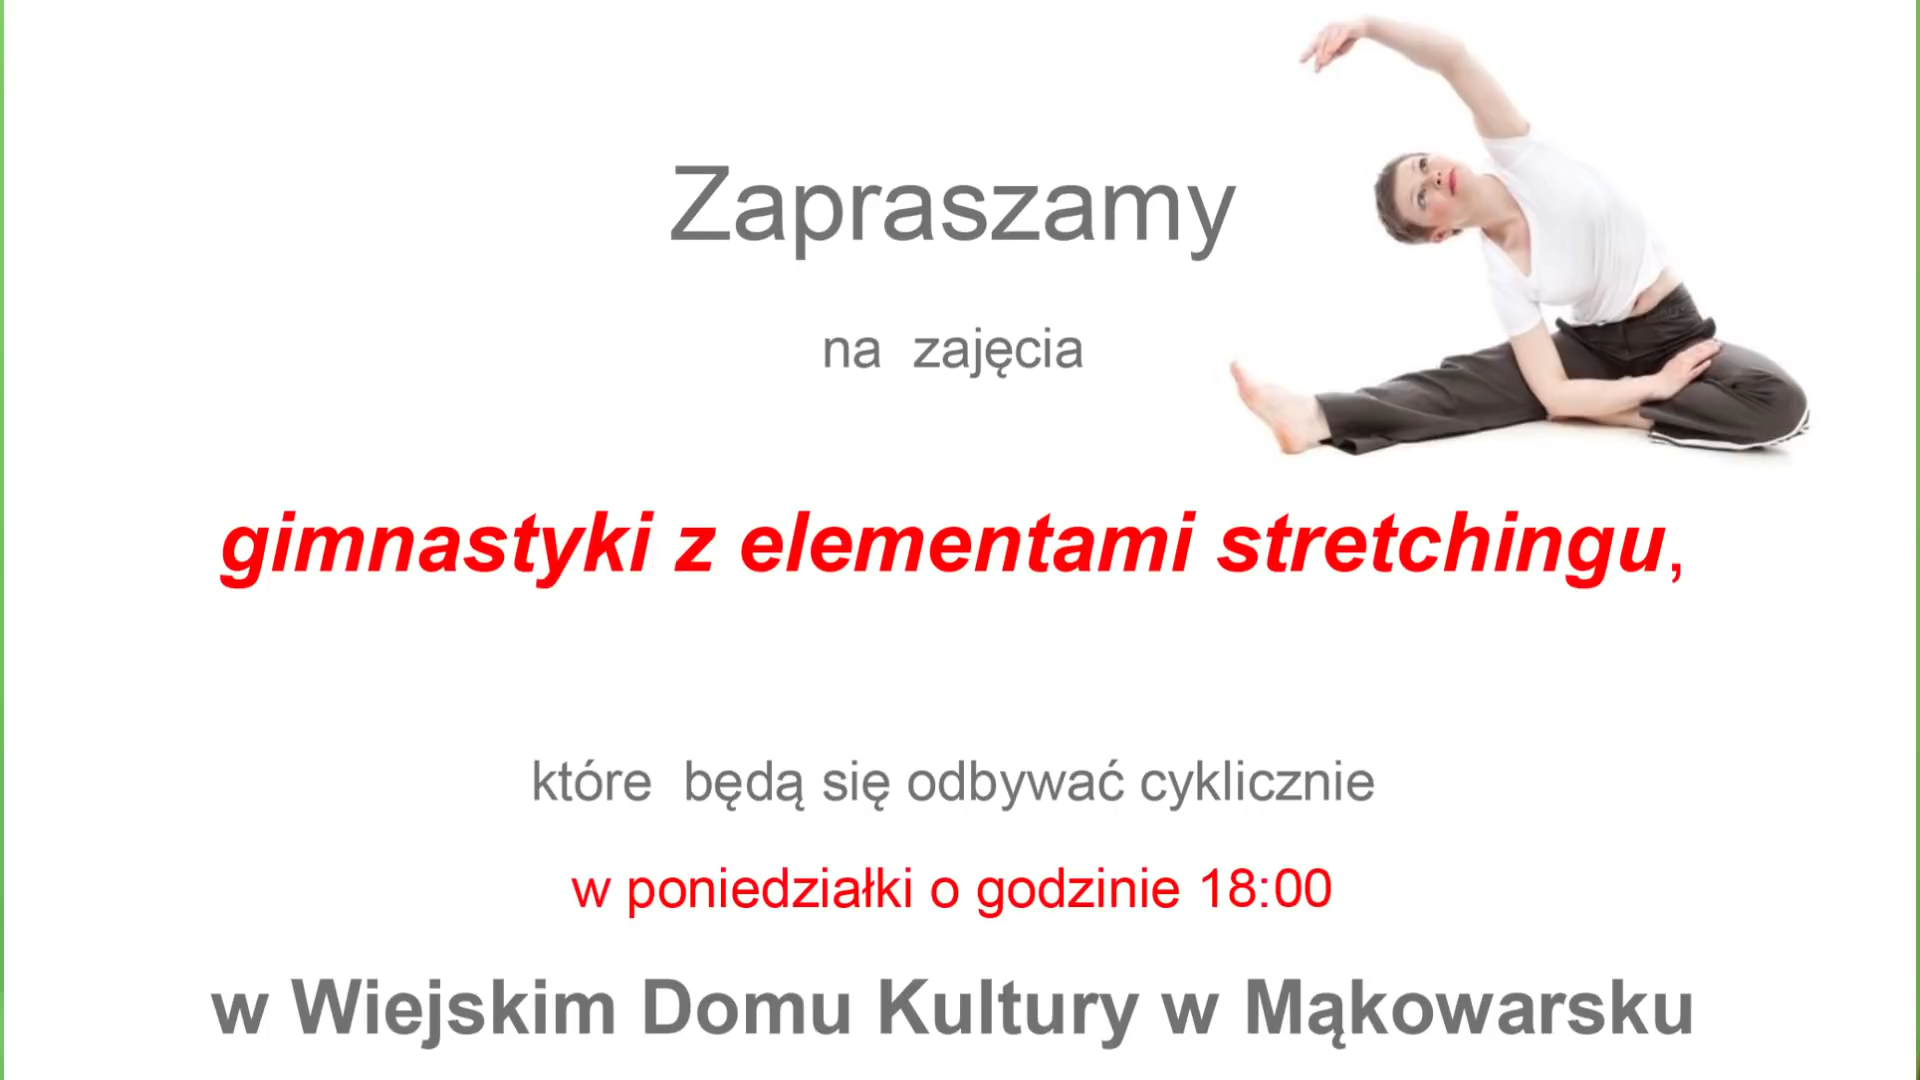 Zapraszamy
na zajęcia
gimnastyki z elementami stretchingu,
które będą się odbywać cyklicznie
w poniedziałki o godzinie 18:00
w Wiejskim Domu Kultury w Mąkowarsku